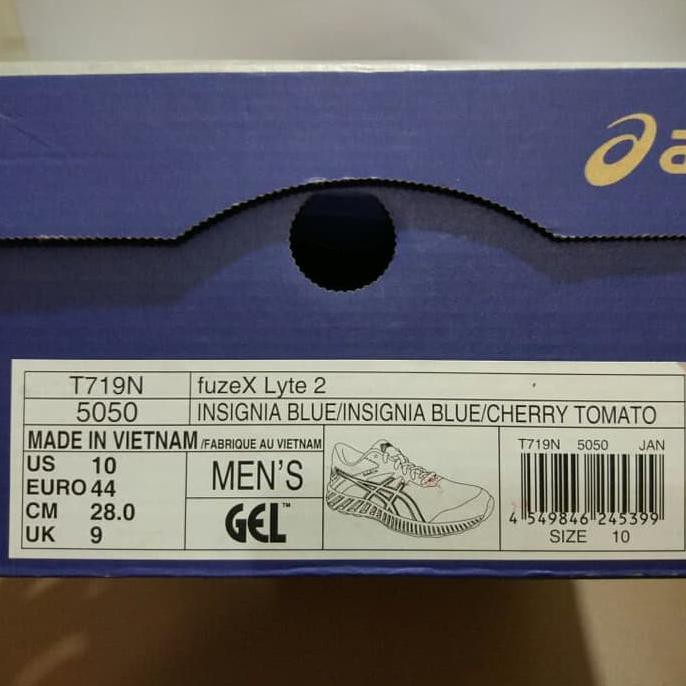 T719N fuzeX Lyte 2
5050 INSIGNIA BLUE/INSIGNIA BLUE/CHERRY TOMATO
MADE IN VIETNAM /FABRIQUE AU VIETNAM
US 10
EURO 44
CM 28.0
UK 9
MEN'S
GEL™
T719N 5050 JAN
4 549846 245399
SIZE 10